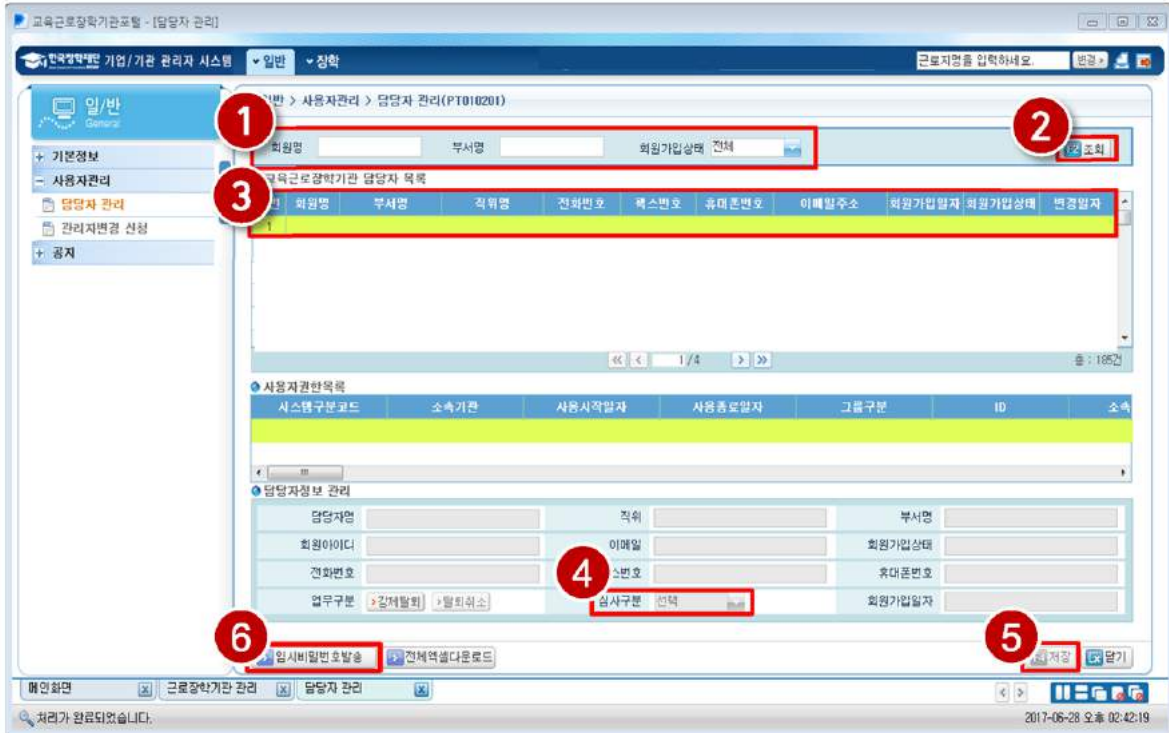 교육근로장학기관포털 - [담당자 관리]
한국장학재단 기업/기관 관리자 시스템 일반 장학 근로지명을 입력하세요. 변경
일/반
General
일반 > 사용자관리 > 담당자 관리(PT010201)
1
2
회원명 부서명 회원가입상태 전체 조회
+ 기본정보
- 사용자관리
담당자 관리
관리자변경 신청
+ 공지
교육근로장학기관 담당자 목록
3
회원명 부서명 직위명 전화번호 팩스번호 휴대폰번호 이메일주소 회원가입일자 회원가입상태 변경일자
1
1/4 총 : 185건
사용자권한목록
시스템구분코드 소속기관 사용시작일자 사용종료일자 그룹구분 ID 소속
담당자정보 관리
담당자명 직위 부서명
회원아이디 이메일 회원가입상태
전화번호 스번호 휴대폰번호
4
업무구분 강제탈퇴 탈퇴취소 심사구분 선택 회원가입일자
6
5
임시비밀번호발송 전체엑셀다운로드 저장 닫기
메인화면 근로장학기관 관리 담당자 관리
처리가 완료되었습니다. 2017-06-28 오후 02:42:19